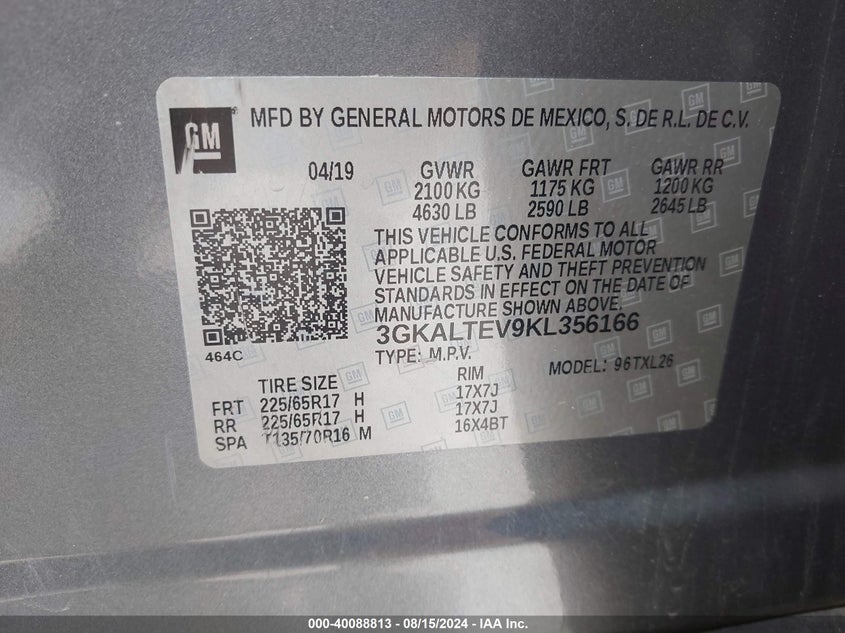 GM
MFD BY GENERAL MOTORS DE MEXICO, S. DE R.L. DE C.V.
04/19 GVWR GAWR FRT GAWR RR
2100 KG 1175 KG 1200 KG
4630 LB 2590 LB 2645 LB
THIS VEHICLE CONFORMS TO ALL
APPLICABLE U.S. FEDERAL MOTOR
VEHICLE SAFETY AND THEFT PREVENTION
STANDARDS IN EFFECT ON THE DATE OF
MANUFACTURE SHOWN ABOVE.
3GKALTEV9KL356166
464C TYPE: M.P.V. MODEL: 96TXL26
TIRE SIZE RIM
FRT 225/65R17 H 17X7J
RR 225/65R17 H 17X7J
SPA T135/70R16 M 16X4BT
000-40088813 - 08/15/2024 - IAA Inc.